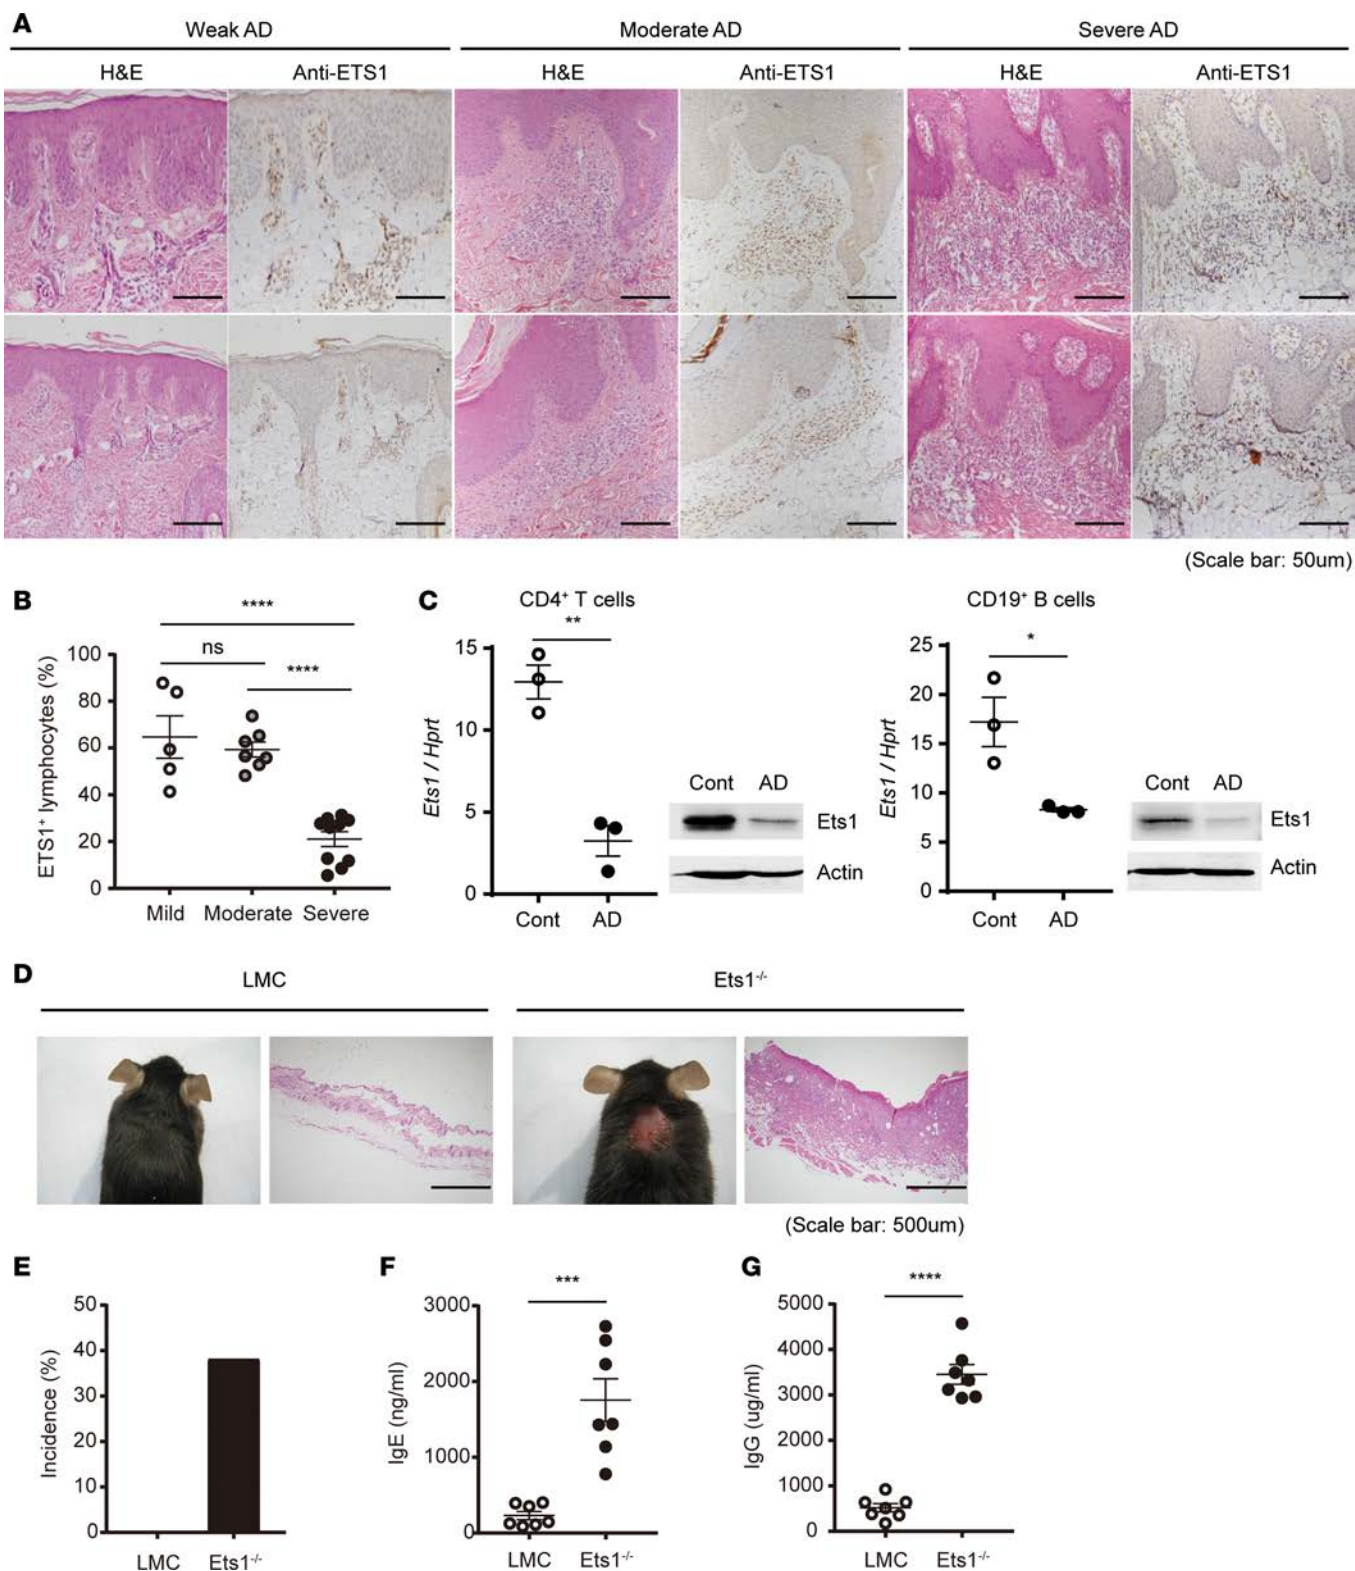 A
Weak AD
Moderate AD
Severe AD
H&E
Anti-ETS1
H&E
Anti-ETS1
H&E
Anti-ETS1
(Scale bar: 50um)
B
****
ns
****
ETS1⁺ lymphocytes (%)
100
80
60
40
20
0
Mild
Moderate
Severe
C
CD4⁺ T cells
**
Ets1 / Hprt
15
10
5
0
Cont
AD
Cont
AD
Ets1
Actin
CD19⁺ B cells
*
Ets1 / Hprt
25
20
15
10
5
0
Cont
AD
Cont
AD
Ets1
Actin
D
LMC
Ets1⁻/⁻
(Scale bar: 500um)
E
Incidence (%)
50
40
30
20
10
0
LMC
Ets1⁻/⁻
F
***
IgE (ng/ml)
3000
2000
1000
0
LMC
Ets1⁻/⁻
G
****
IgG (ug/ml)
5000
4000
3000
2000
1000
0
LMC
Ets1⁻/⁻